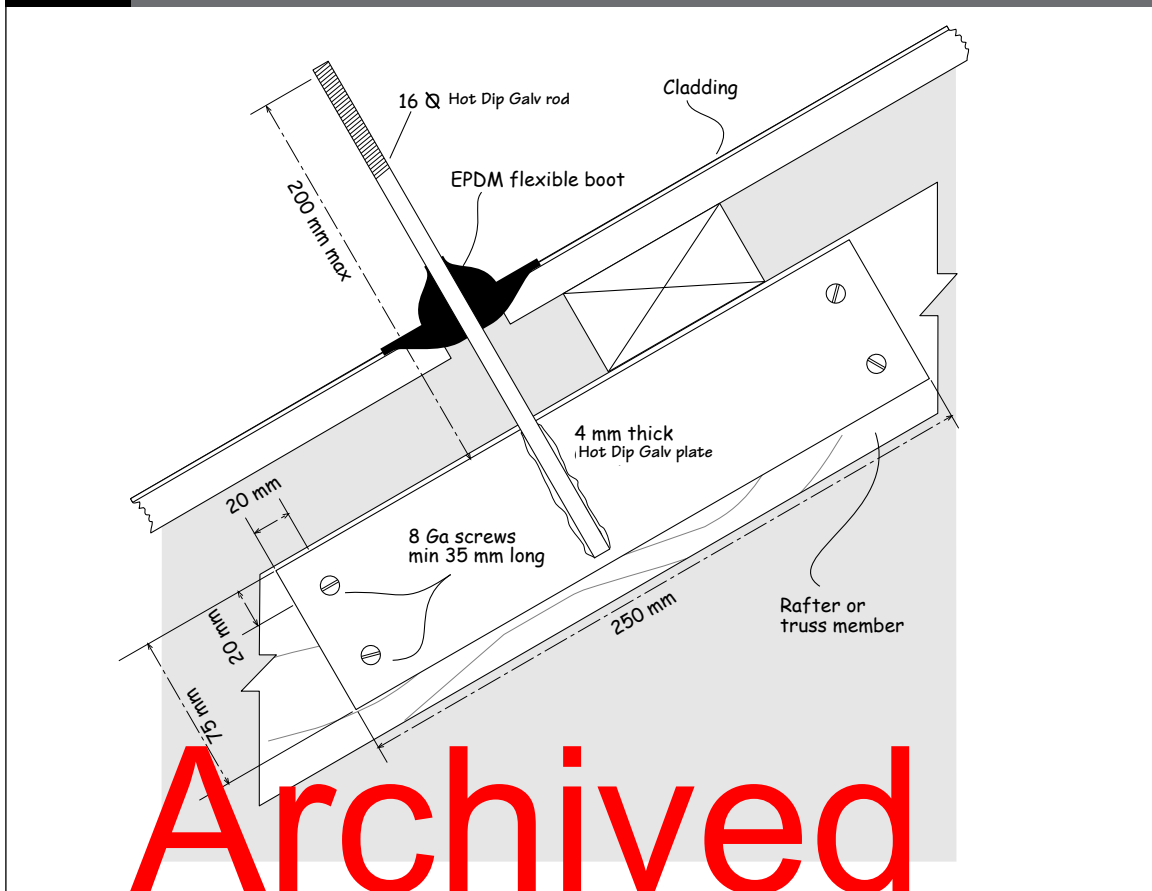 Cladding
16 Ø Hot Dip Galv rod
EPDM flexible boot
200 mm max
4 mm thick
Hot Dip Galv plate
20 mm
8 Ga screws
min 35 mm long
20 mm
250 mm
Rafter or
truss member
75 mm
Archived